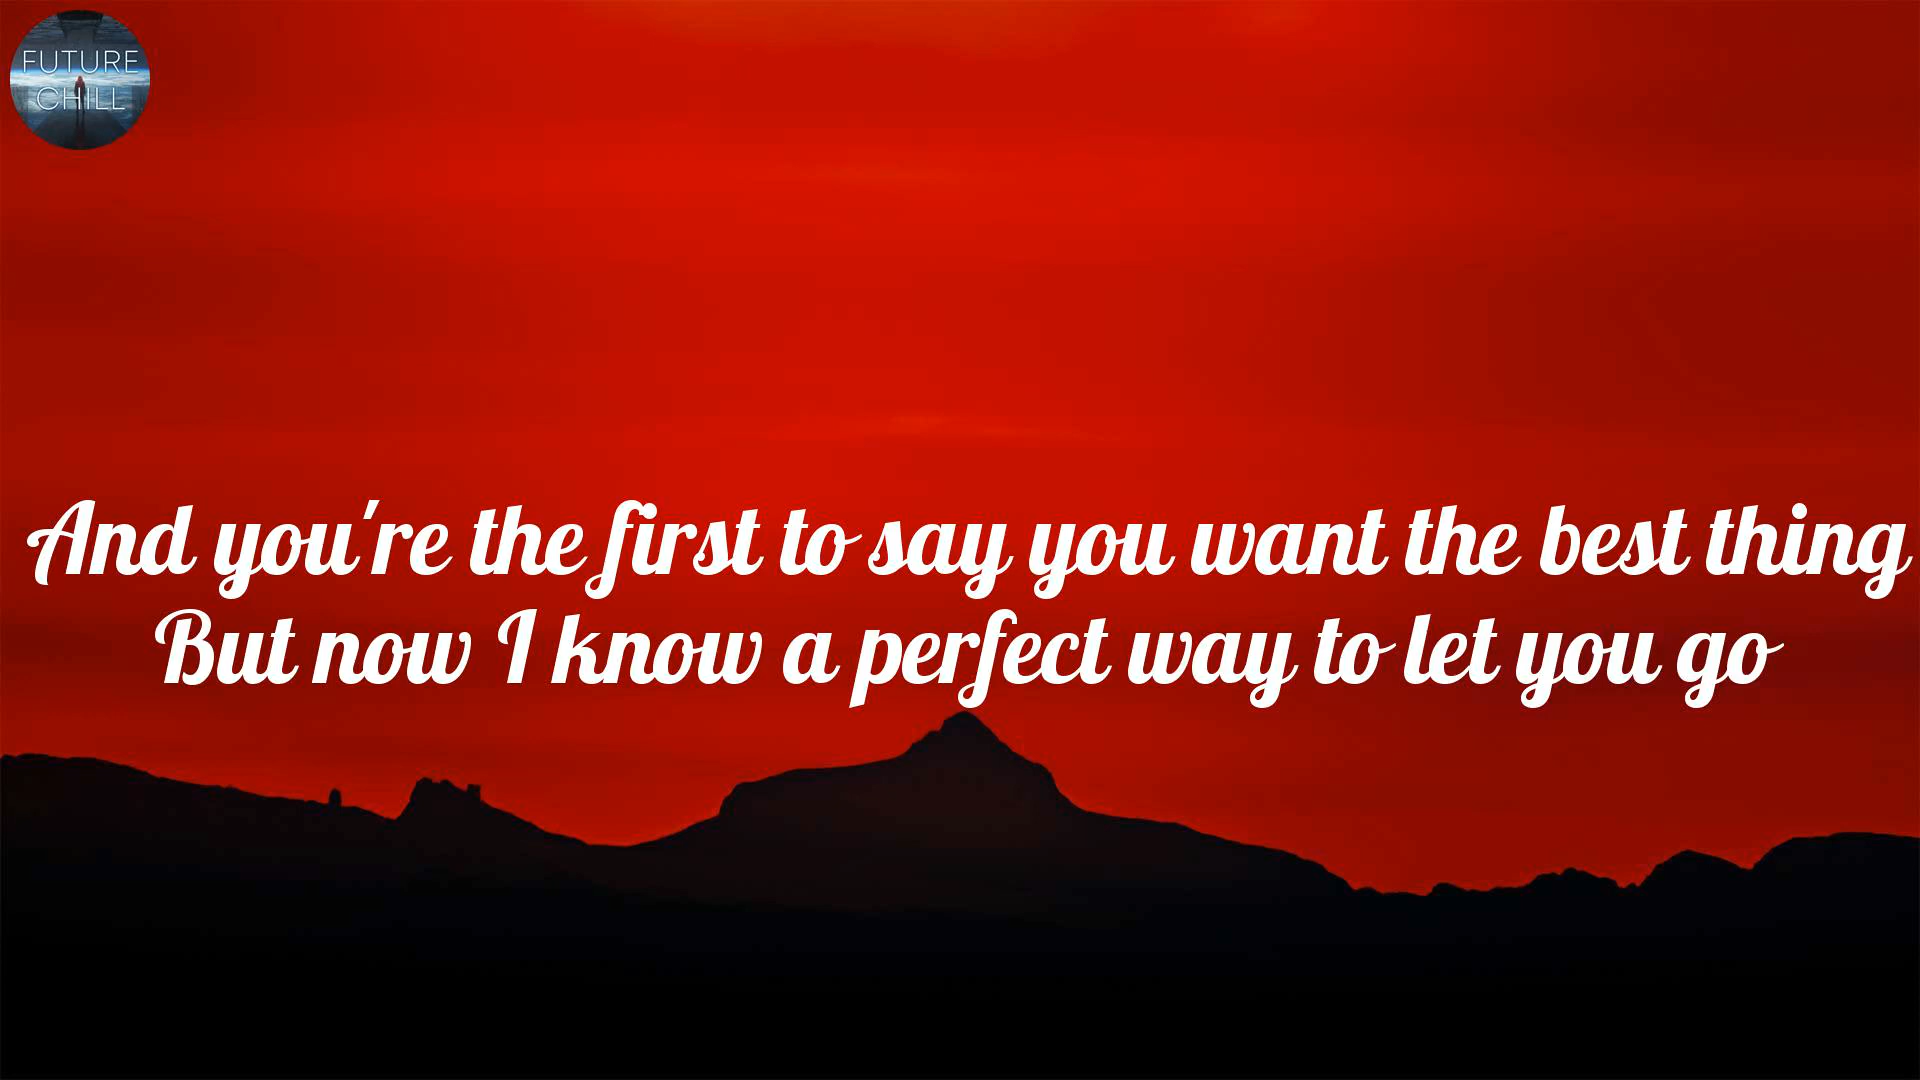 FUTURE
CHILL
And you're the first to say you want the best thing
But now I know a perfect way to let you go